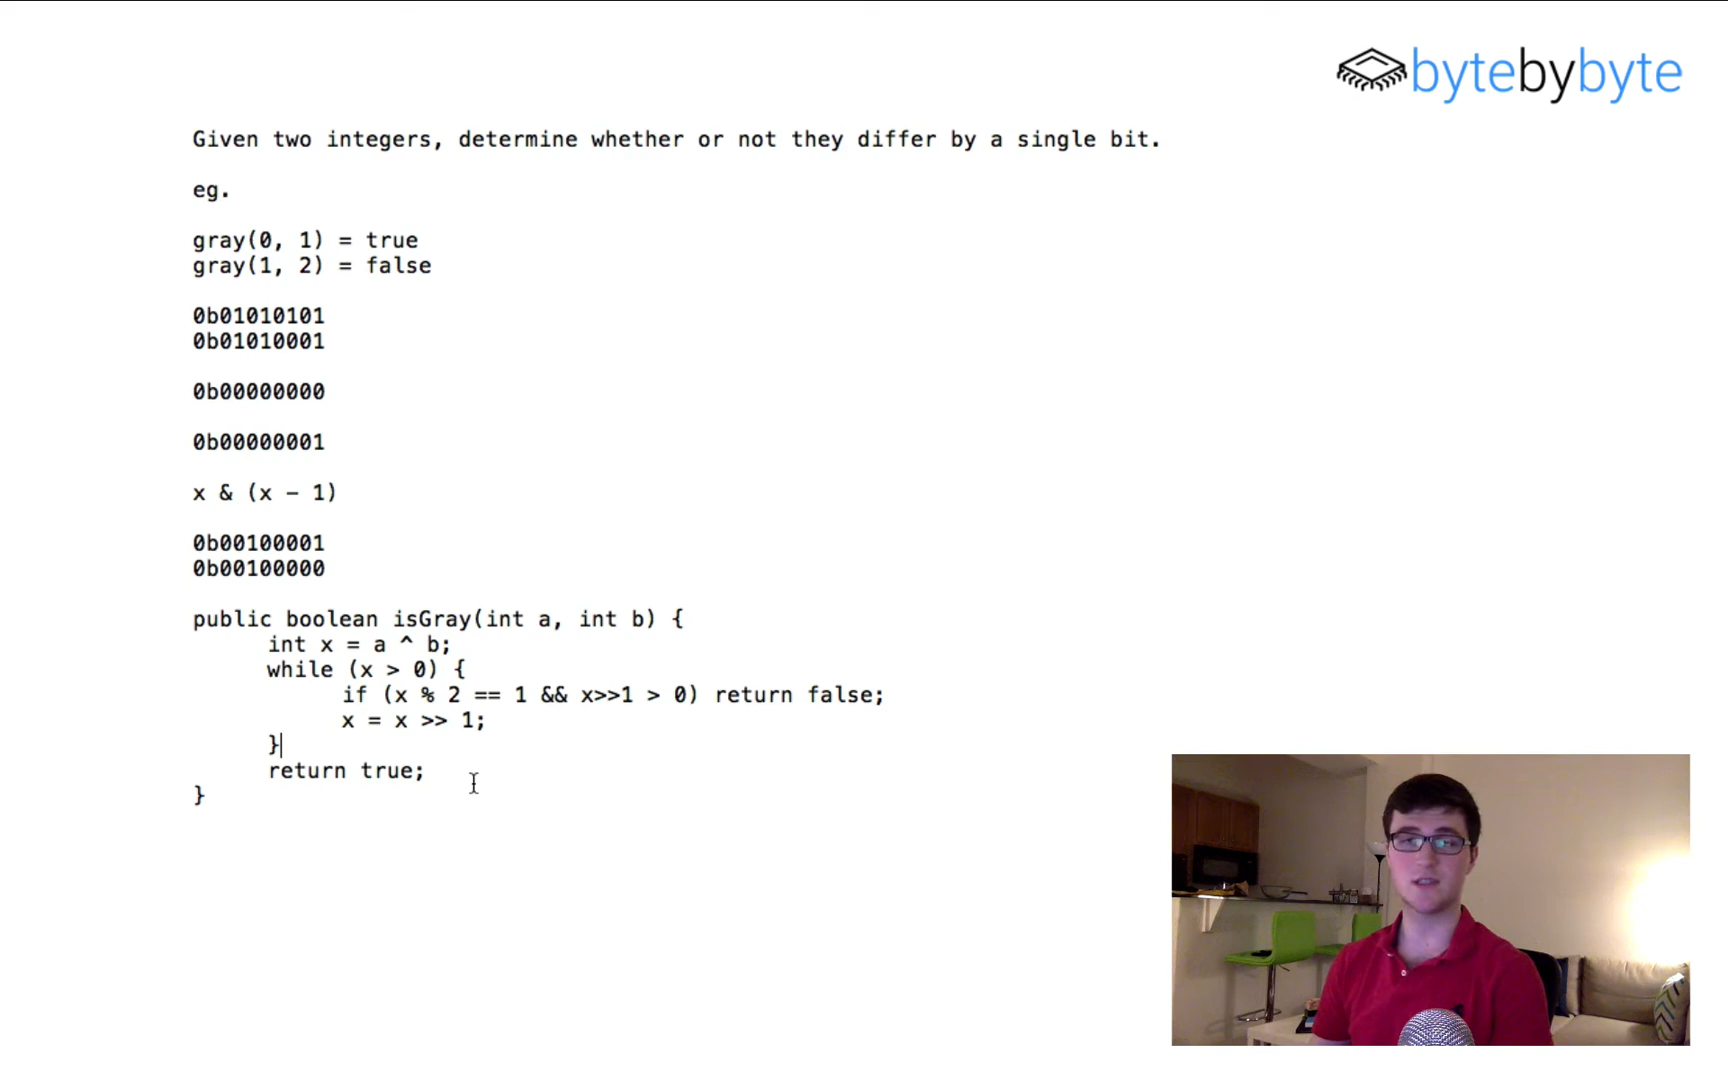 bytebybyte
Given two integers, determine whether or not they differ by a single bit.
eg.
gray(0, 1) = true
gray(1, 2) = false
0b01010101
0b01010001
0b00000000
0b00000001
x & (x - 1)
0b00100001
0b00100000
public boolean isGray(int a, int b) {
int x = a ^ b;
while (x > 0) {
if (x % 2 == 1 && x>>1 > 0) return false;
x = x >> 1;
}
return true;
}